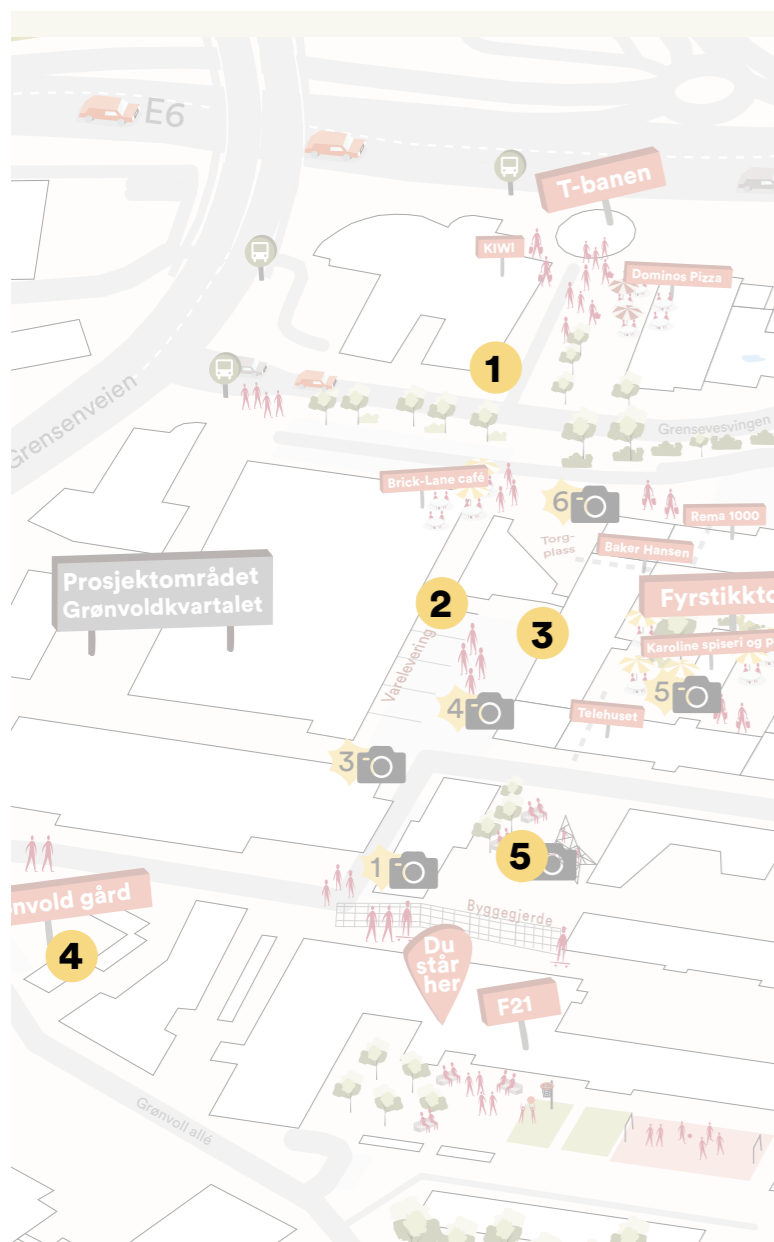 E6
T-banen
KIWI
Dominos Pizza
1
Grensenveien
Grensevesvingen
Brick-Lane café
6
Rema 1000
Torg-
plass
Baker Hansen
Prosjektområdet
Grønvoldkvartalet
Fyrstikkto
2
3
Karoline spiseri og p
Varelevering
5
4
Telehuset
3
5
1
nvold gård
Byggegjerde
4
Du
står
her
F21
Grønvoll allé